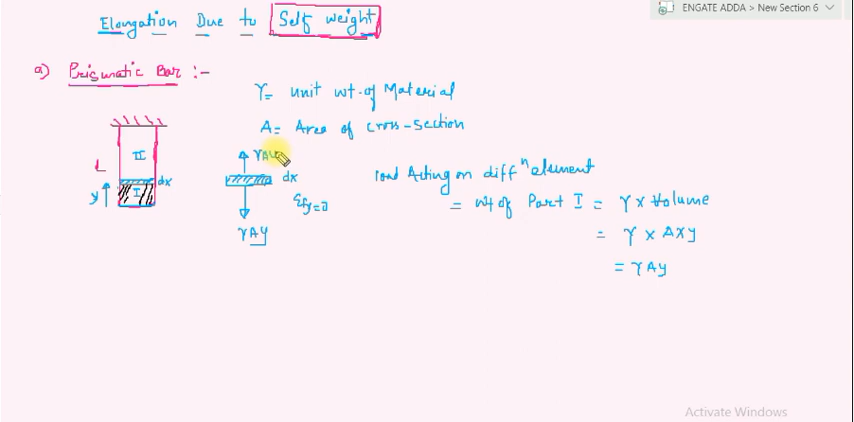 ENGATE ADDA > New Section 6
Elongation Due to Self weight
a) Prismatic Bar :-
γ = unit wt. of Material
A = Area of cross-section
II
L
dx
y
I
γAy
dx
ΣFy=0
γAy
load Acting on diffⁿ element
= wt of Part I = γ x Volume
= γ x A x y
= γAy
Activate Windows